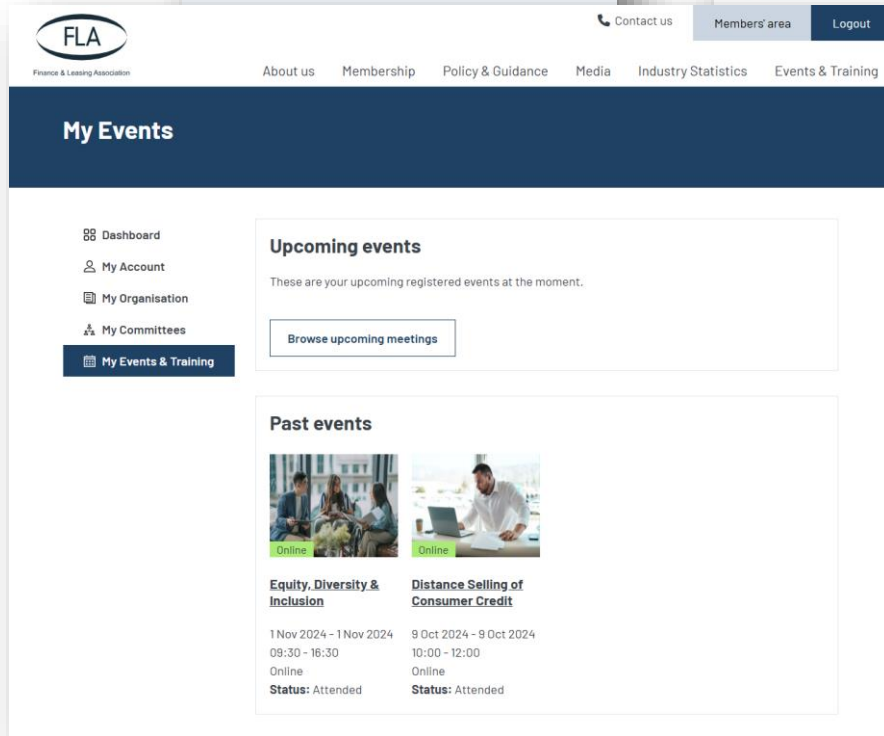 Contact us
Members' area
Logout
FLA
Finance & Leasing Association
About us
Membership
Policy & Guidance
Media
Industry Statistics
Events & Training
My Events
Dashboard
My Account
My Organisation
My Committees
My Events & Training
Upcoming events
These are your upcoming registered events at the moment.
Browse upcoming meetings
Past events
Online
Equity, Diversity &
Inclusion
1 Nov 2024 - 1 Nov 2024
09:30 - 16:30
Online
Status: Attended
Online
Distance Selling of
Consumer Credit
9 Oct 2024 - 9 Oct 2024
10:00 - 12:00
Online
Status: Attended